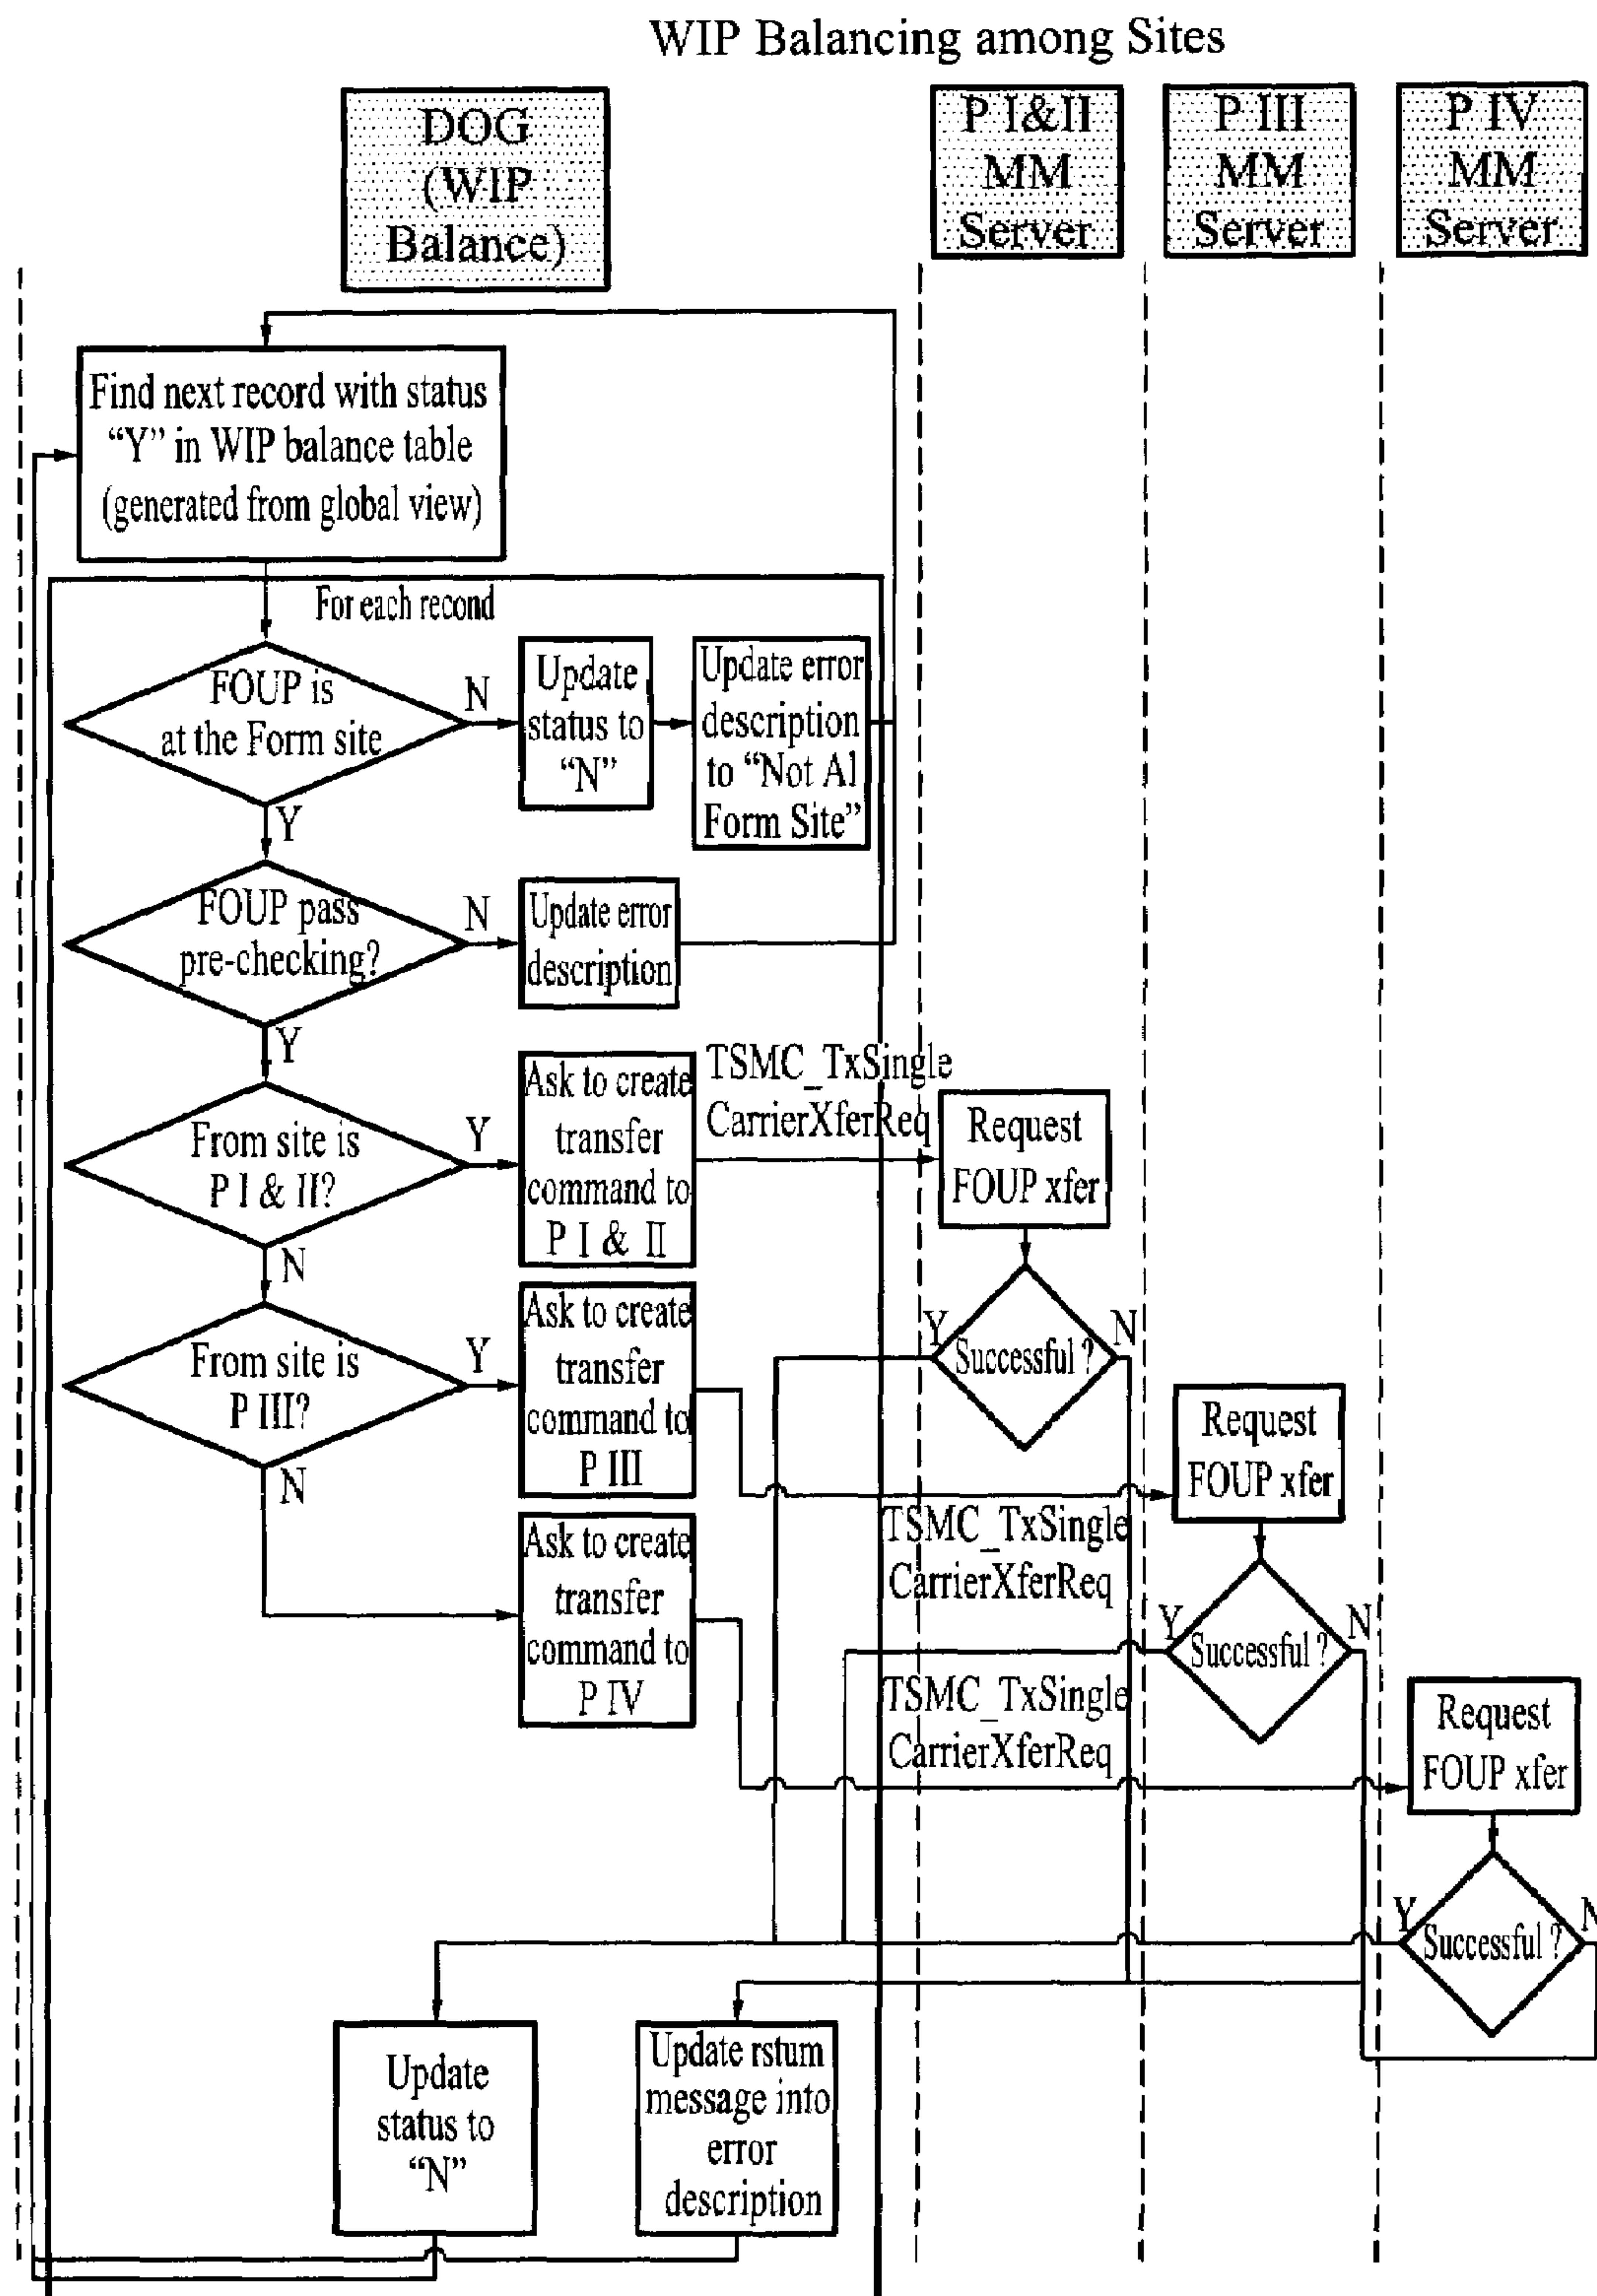 WIP Balancing among Sites
DOG
(WIP
Balance)
P I&II
MM
Server
P III
MM
Server
P IV
MM
Server
Find next record with status
“Y” in WIP balance table
(generated from global view)
For each recond
FOUP is
at the Form site
N
Update
status to
“N”
Update error
description
to “Not Al
Form Site”
Y
FOUP pass
pre-checking?
N
Update error
description
Y
From site is
P I & II?
Y
Ask to create
transfer
command to
P I & II
TSMC_TxSingle
CarrierXferReq
Request
FOUP xfer
N
Y
Successful ?
N
From site is
P III?
Y
Ask to create
transfer
command to
P III
Request
FOUP xfer
N
TSMC_TxSingle
CarrierXferReq
Ask to create
transfer
command to
P IV
Y
Successful ?
N
TSMC_TxSingle
CarrierXferReq
Request
FOUP xfer
Y
Successful ?
N
Update
status to
“N”
Update rstum
message into
error
description